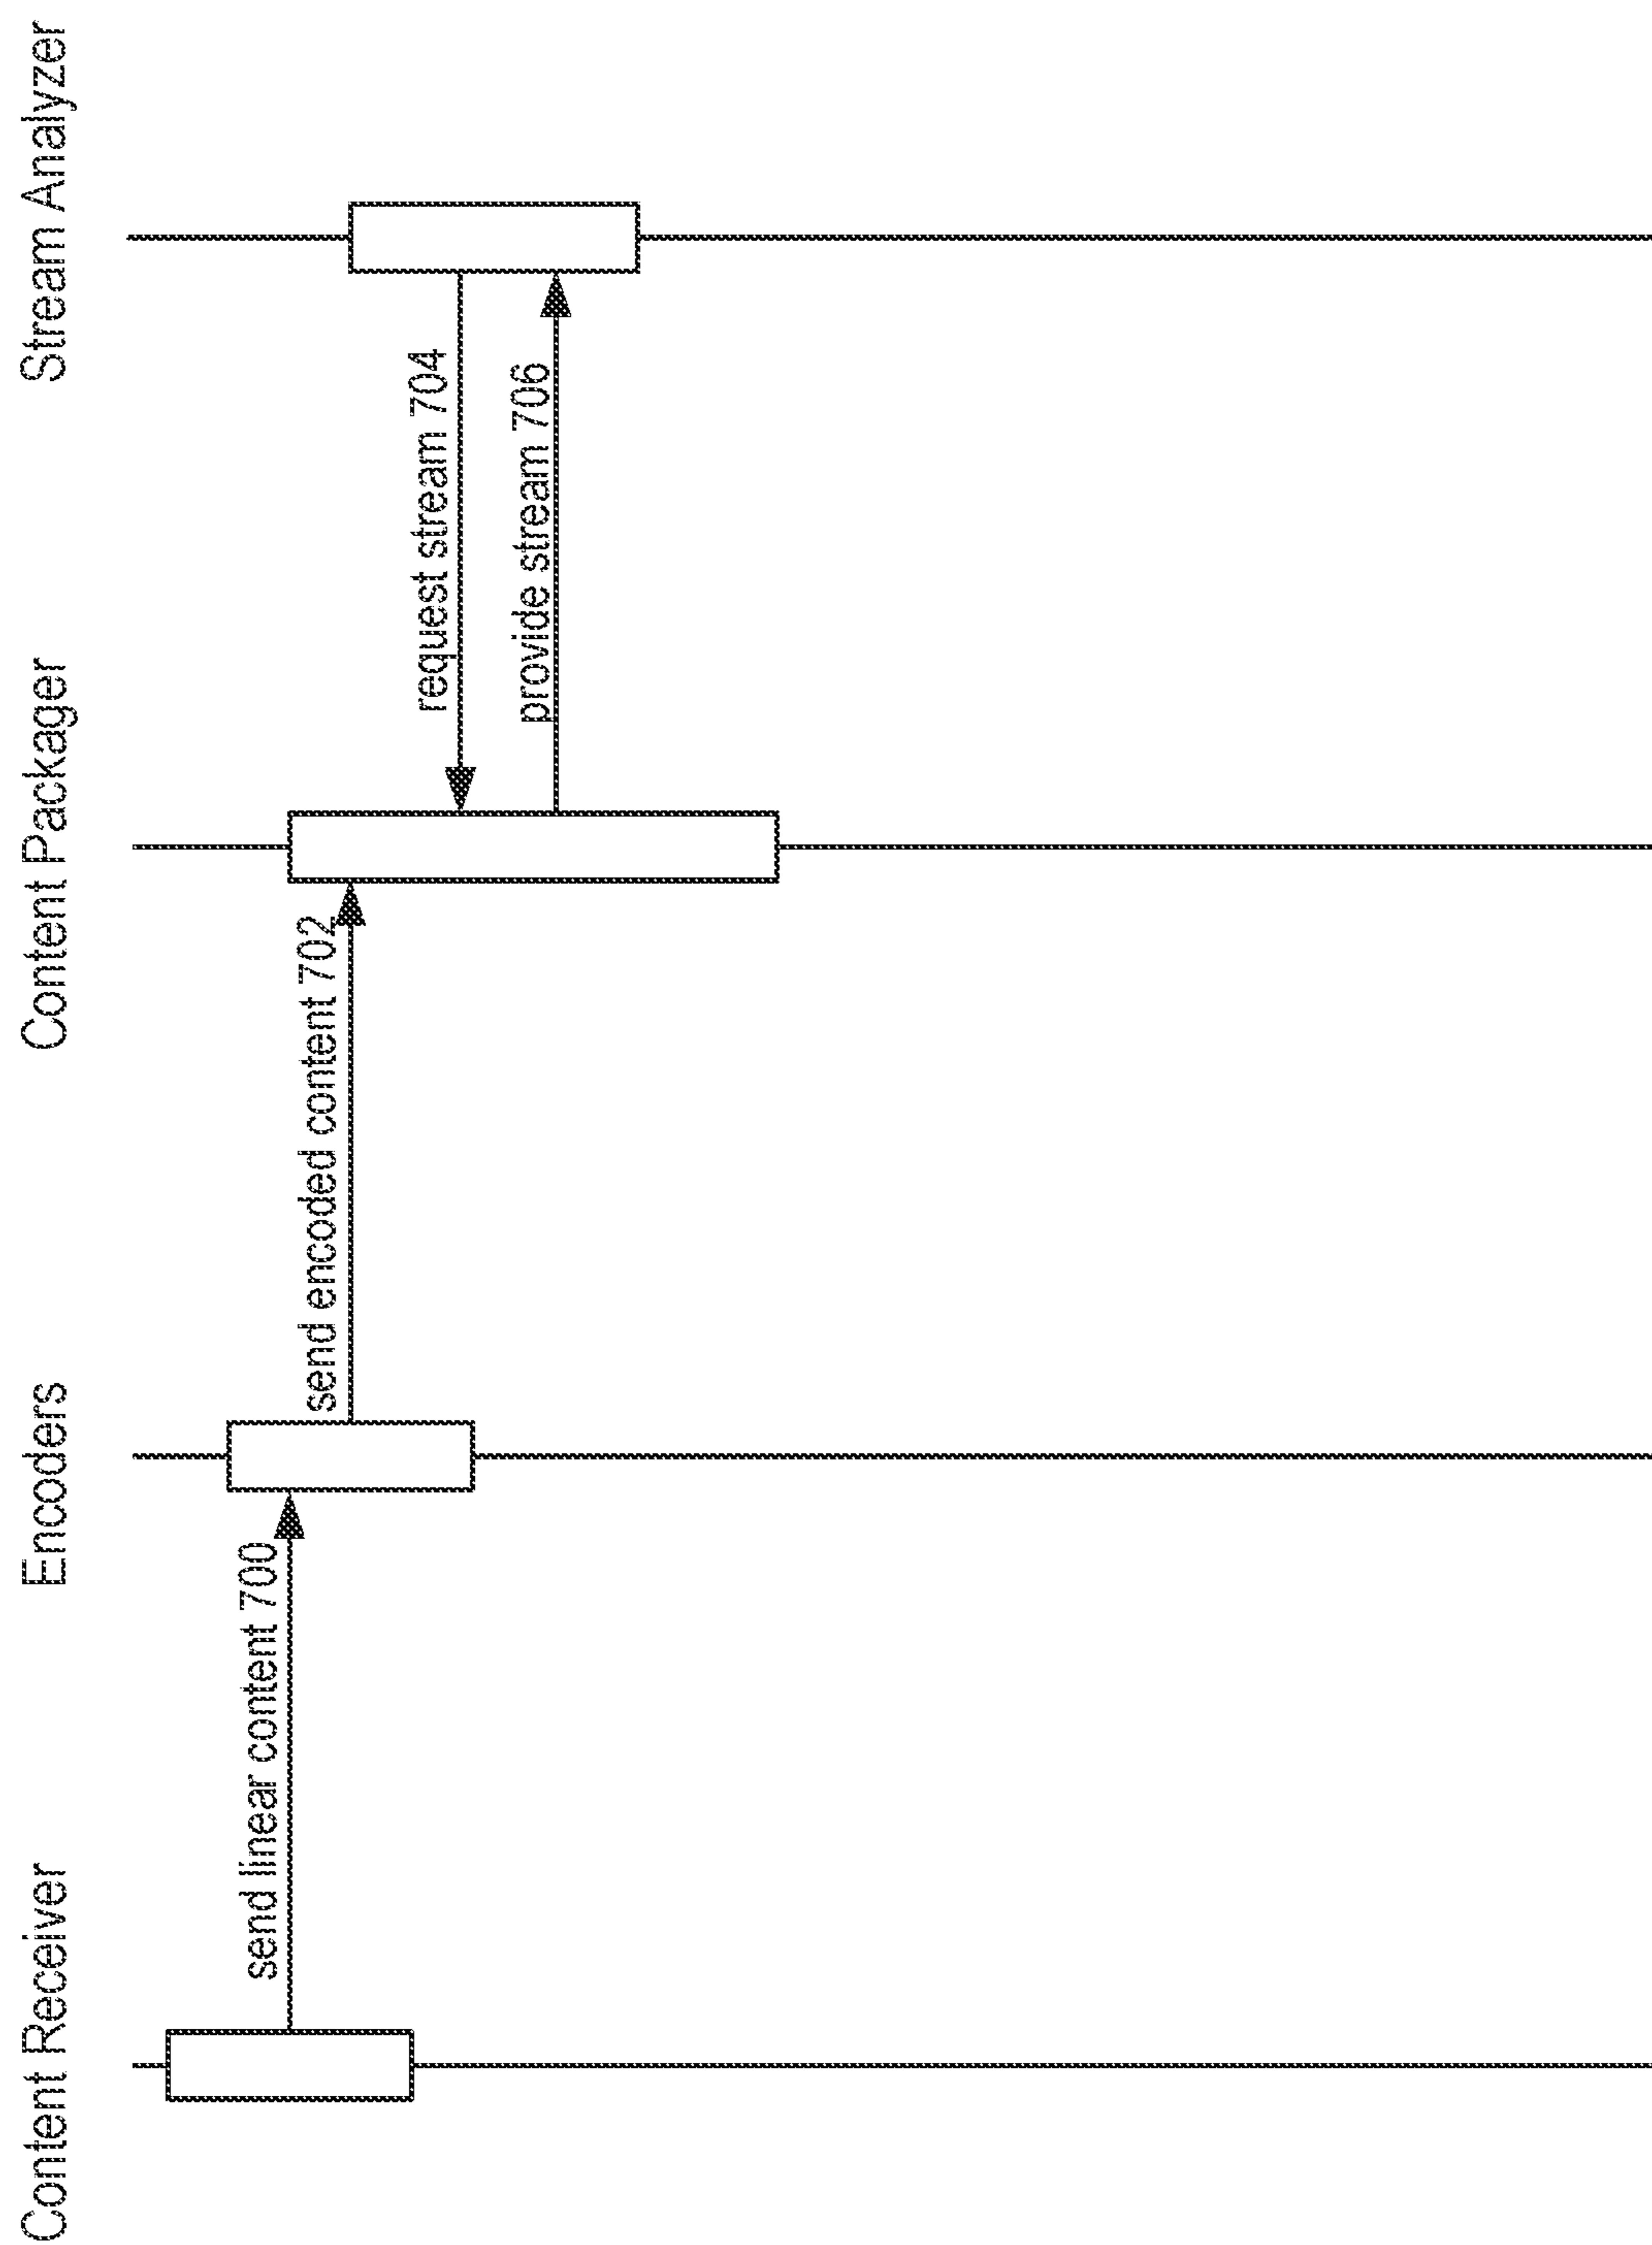 Content Receiver
Encoders
Content Packager
Stream Analyzer
send linear content 700
send encoded content 702
request stream 704
provide stream 706